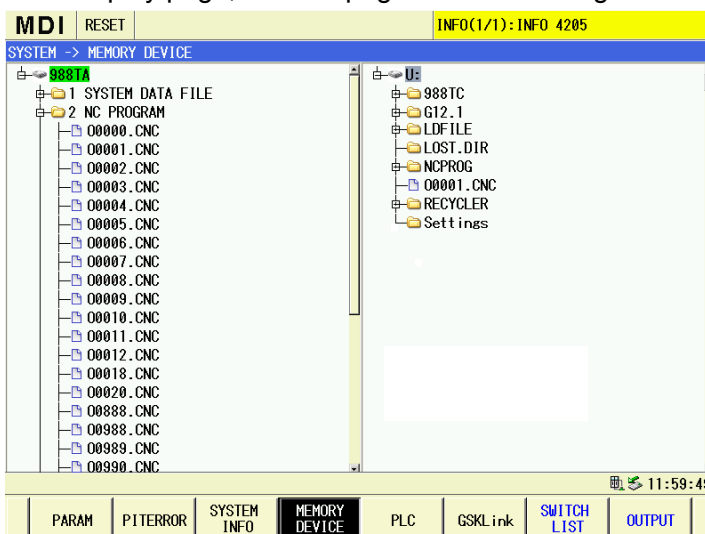 MDI RESET INFO(1/1):INFO 4205
SYSTEM -> MEMORY DEVICE
988TA
1 SYSTEM DATA FILE
2 NC PROGRAM
O0000.CNC
O0001.CNC
O0002.CNC
O0003.CNC
O0004.CNC
O0005.CNC
O0006.CNC
O0007.CNC
O0008.CNC
O0009.CNC
O0010.CNC
O0011.CNC
O0012.CNC
O0018.CNC
O0020.CNC
O0888.CNC
O0988.CNC
O0989.CNC
O0990.CNC
U:
988TC
G12.1
LDFILE
LOST.DIR
NCPROG
O0001.CNC
RECYCLER
Settings
11:59:4
PARAM PITERROR SYSTEM INFO MEMORY DEVICE PLC GSKLink SWITCH LIST OUTPUT